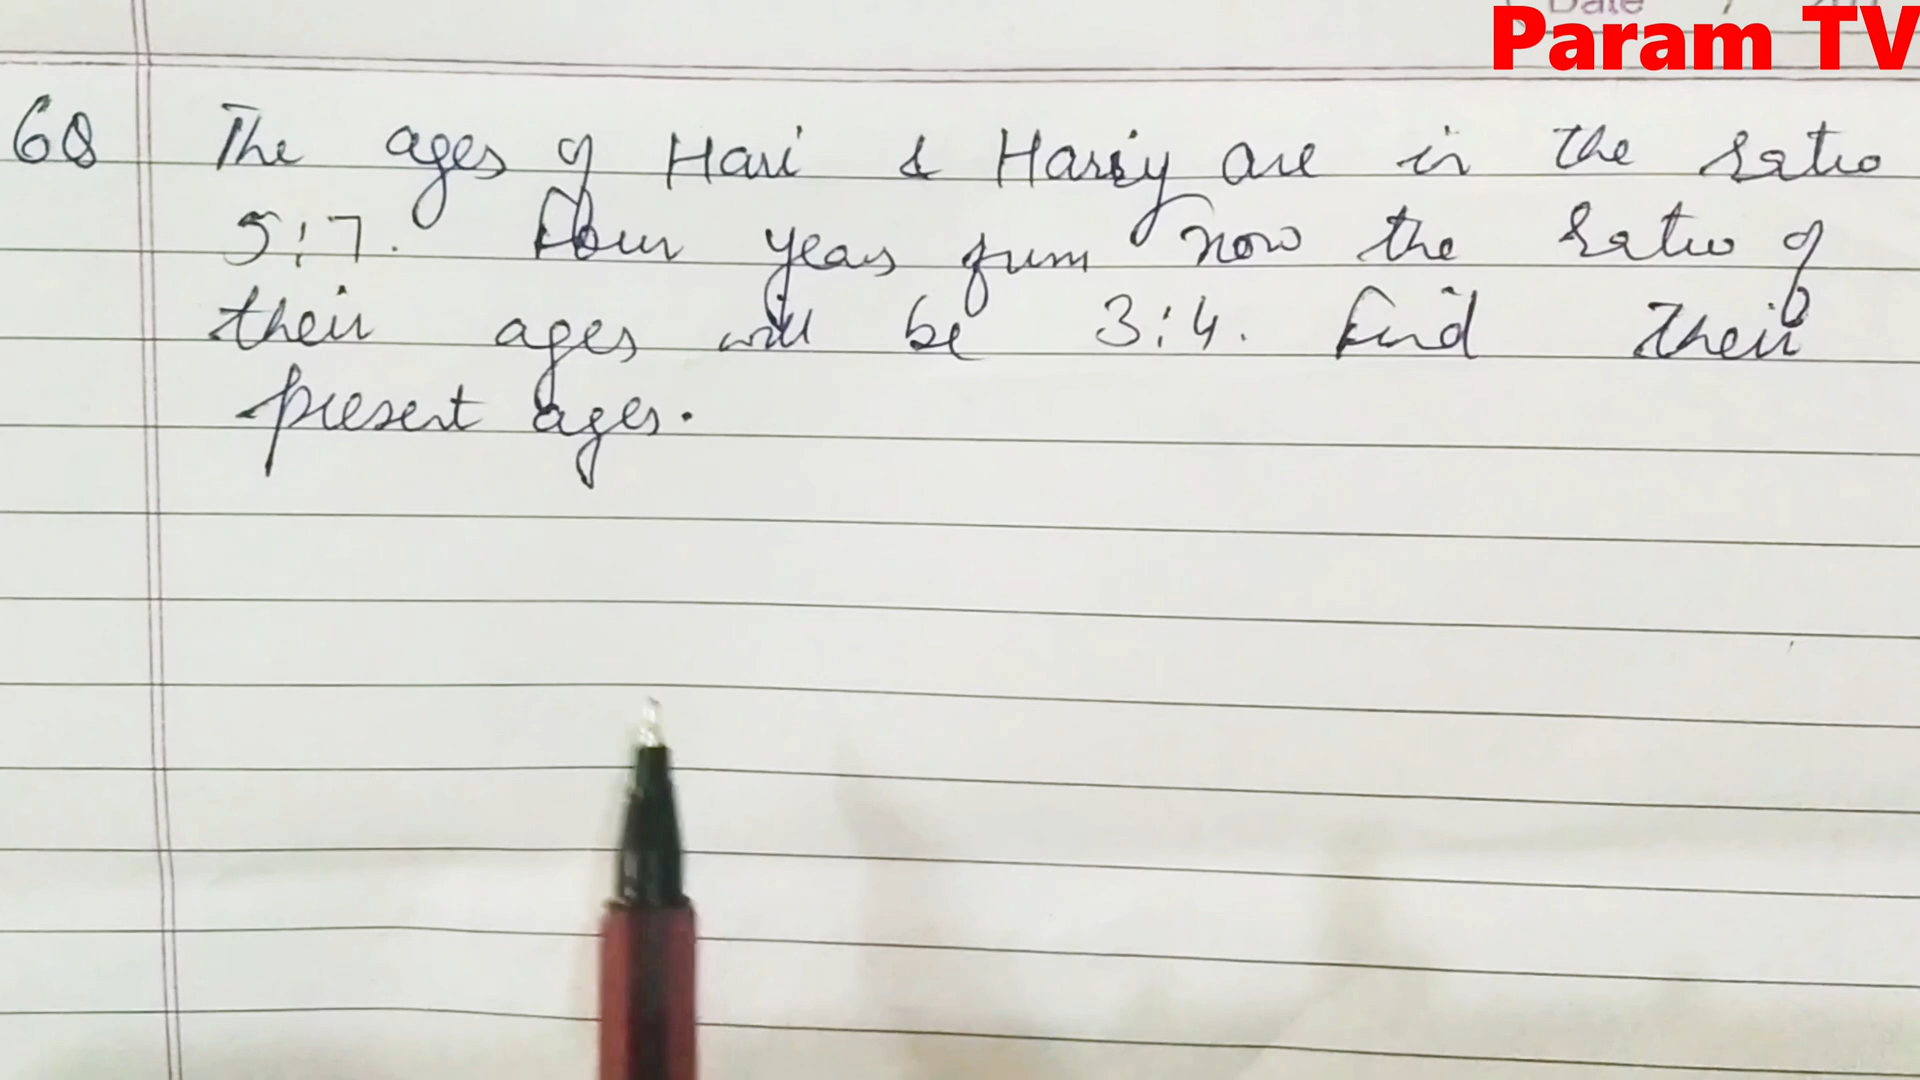 Date /
Param TV
6Q The ages of Hari & Harry are in the ratio
5:7. Four years from now the ratio of
their ages will be 3:4. Find their
present ages.